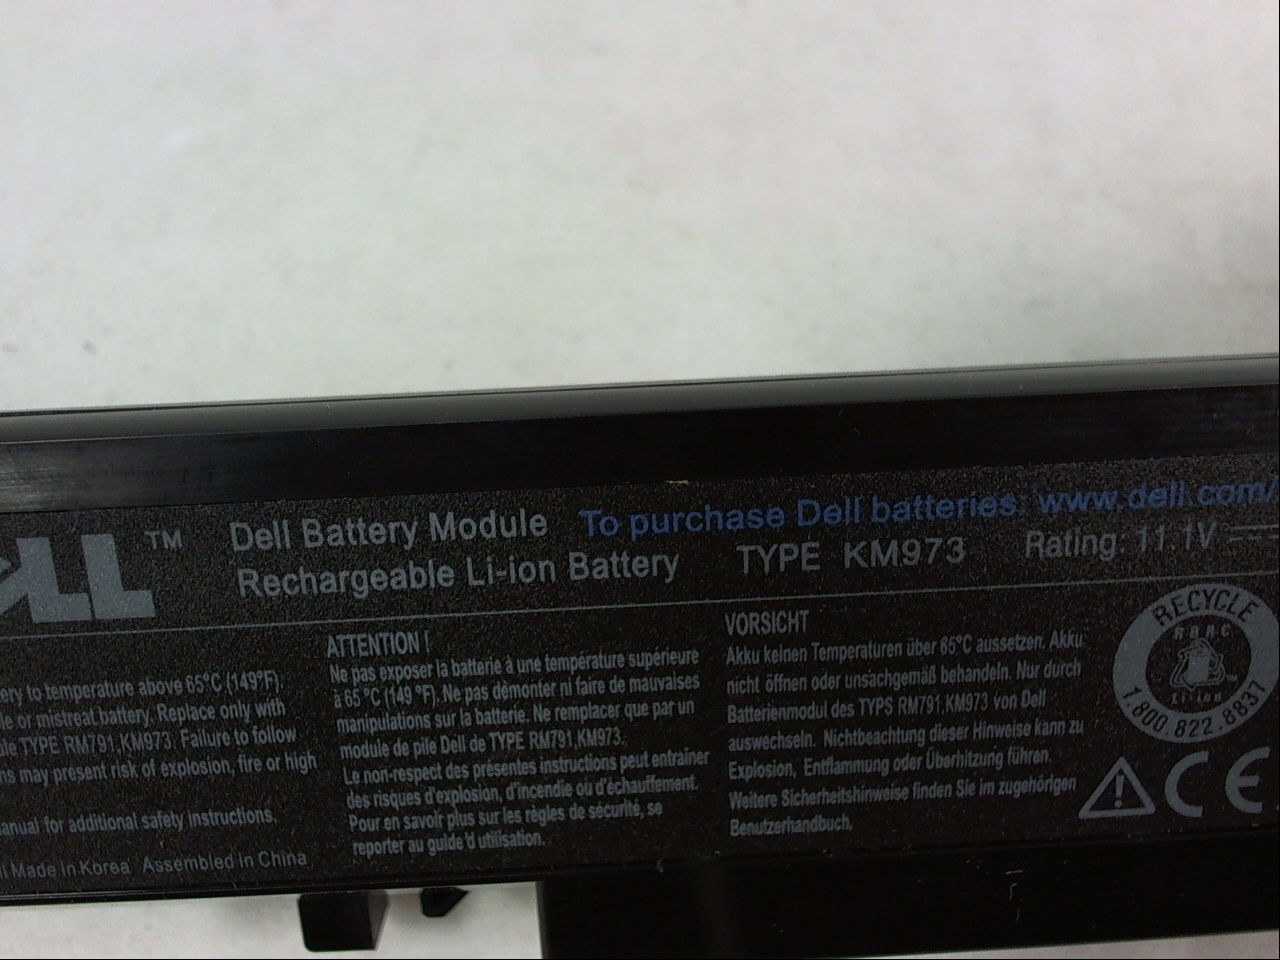 DELL™
Dell Battery Module
Rechargeable Li-ion Battery
To purchase Dell batteries: www.dell.com/
TYPE KM973 Rating: 11.1V
ery to temperature above 65°C (149°F)
le or mistreat battery. Replace only with
ule TYPE RM791,KM973. Failure to follow
ns may present risk of explosion, fire or high
anual for additional safety instructions.
ll Made In Korea Assembled In China
ATTENTION !
Ne pas exposer la batterie à une température supérieure
à 65 °C (149 °F). Ne pas démonter ni faire de mauvaises
manipulations sur la batterie. Ne remplacer que par un
module de pile Dell de TYPE RM791,KM973.
Le non-respect des présentes instructions peut entraîner
des risques d'explosion, d'incendie ou d'échauffement.
Pour en savoir plus sur les règles de sécurité, se
reporter au guide d'utilisation.
VORSICHT
Akku keinen Temperaturen über 65°C aussetzen. Akku
nicht öffnen oder unsachgemäß behandeln. Nur durch
Batterienmodul des TYPS RM791,KM973 von Dell
auswechseln. Nichtbeachtung dieser Hinweise kann zu
Explosion, Entflammung oder Überhitzung führen.
Weitere Sicherheitshinweise finden Sie im zugehörigen
Benutzerhandbuch.
RECYCLE
RBRC
Li-ion
1.800.822.8837
CE